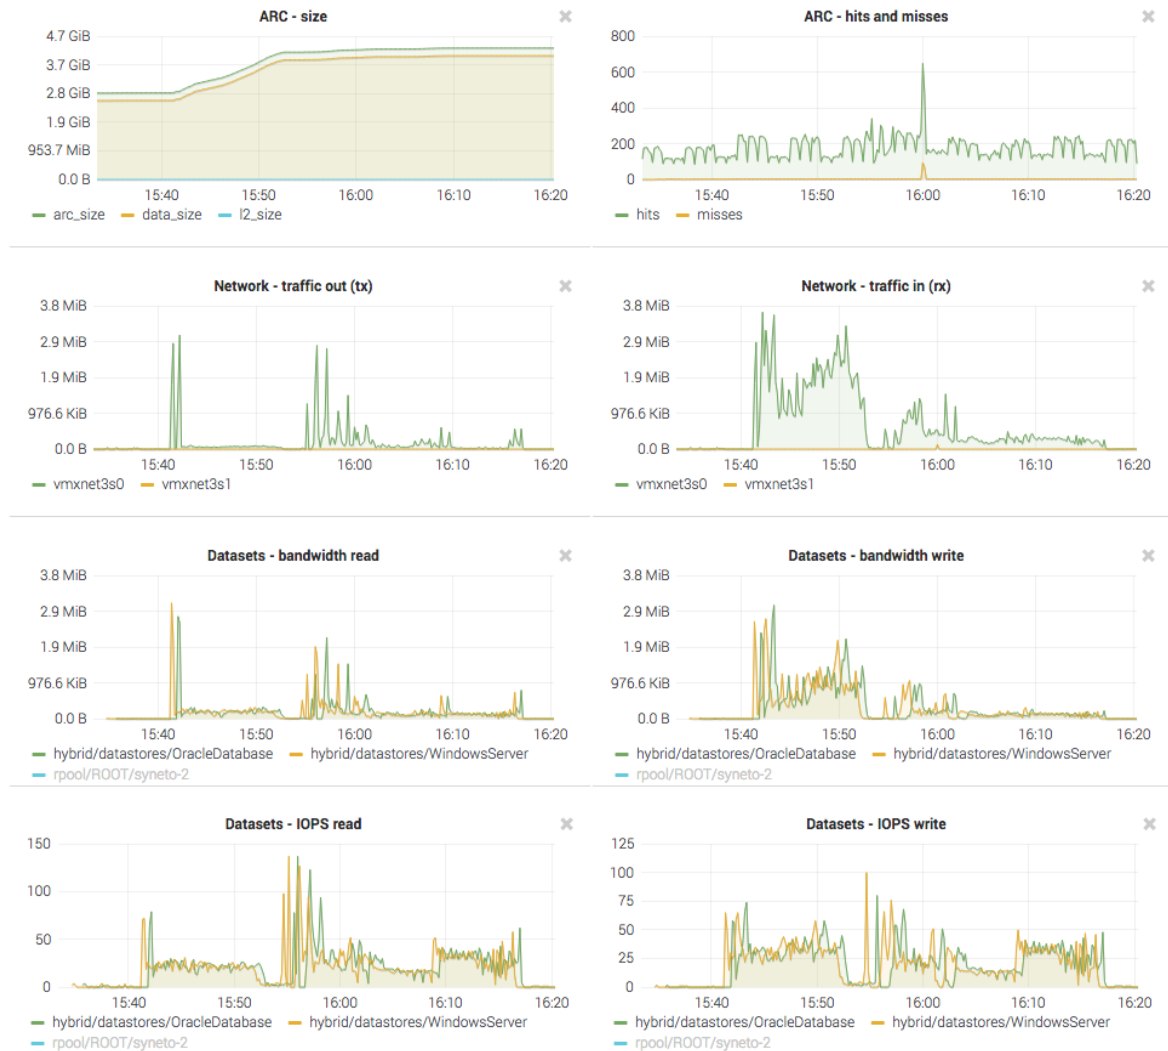 ARC - size
4.7 GiB
3.7 GiB
2.8 GiB
1.9 GiB
953.7 MiB
0.0 B
15:40 15:50 16:00 16:10 16:20
arc_size data_size l2_size
ARC - hits and misses
800
600
400
200
0
15:40 15:50 16:00 16:10 16:20
hits misses
Network - traffic out (tx)
3.8 MiB
2.9 MiB
1.9 MiB
976.6 KiB
0.0 B
15:40 15:50 16:00 16:10 16:20
vmxnet3s0 vmxnet3s1
Network - traffic in (rx)
3.8 MiB
2.9 MiB
1.9 MiB
976.6 KiB
0.0 B
15:40 15:50 16:00 16:10 16:20
vmxnet3s0 vmxnet3s1
Datasets - bandwidth read
3.8 MiB
2.9 MiB
1.9 MiB
976.6 KiB
0.0 B
15:40 15:50 16:00 16:10 16:20
hybrid/datastores/OracleDatabase hybrid/datastores/WindowsServer
rpool/ROOT/syneto-2
Datasets - bandwidth write
3.8 MiB
2.9 MiB
1.9 MiB
976.6 KiB
0.0 B
15:40 15:50 16:00 16:10 16:20
hybrid/datastores/OracleDatabase hybrid/datastores/WindowsServer
rpool/ROOT/syneto-2
Datasets - IOPS read
150
100
50
0
15:40 15:50 16:00 16:10 16:20
hybrid/datastores/OracleDatabase hybrid/datastores/WindowsServer
rpool/ROOT/syneto-2
Datasets - IOPS write
125
100
75
50
25
0
15:40 15:50 16:00 16:10 16:20
hybrid/datastores/OracleDatabase hybrid/datastores/WindowsServer
rpool/ROOT/syneto-2